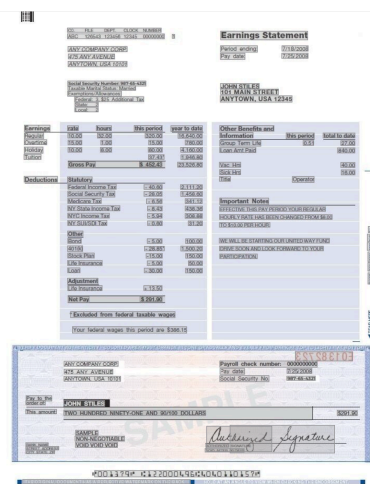 CO. FILE DEPT. CLOCK NUMBER
ABC 126543 123456 12345 00000000
Earnings Statement
ANY COMPANY CORP.
475 ANY AVENUE
ANYTOWN, USA 10101
Period ending 7/18/2008
Pay date 7/25/2008
Social Security Number: 987-65-4321
Taxable Marital Status: Married
Exemptions/Allowances:
Federal: 3, $25 Additional Tax
State:
Local:
JOHN STILES
101 MAIN STREET
ANYTOWN, USA 12345
Earnings rate hours this period year to date
Regular 10.00 32.00 320.00 16,640.00
Overtime 15.00 1.00 15.00 780.00
Holiday 10.00 8.00 80.00 4,160.00
Tuition 37.43 1,946.80
Gross Pay $ 452.43 23,526.80
Other Benefits and
Information this period total to date
Group Term Life 0.51 27.00
Loan Amt Paid 840.00
Vac Hrs 40.00
Sick Hrs 16.00
Title Operator
Deductions Statutory
Federal Income Tax - 40.60 2,111.20
Social Security Tax - 28.05 1,458.60
Medicare Tax - 6.56 341.12
NY State Income Tax - 8.43 438.36
NYC Income Tax - 5.94 308.88
NY SUI/SDI Tax - 0.60 31.20
Other
Bond - 5.00 100.00
401(k) - 28.85* 1,500.20
Stock Plan - 15.00 150.00
Life Insurance - 5.00 50.00
Loan - 30.00 150.00
Adjustment
Life Insurance + 13.50
Net Pay $ 291.90
Important Notes
EFFECTIVE THIS PAY PERIOD YOUR REGULAR
HOURLY RATE HAS BEEN CHANGED FROM $8.00
TO $10.00 PER HOUR.
WE WILL BE STARTING OUR UNITED WAY FUND
DRIVE SOON AND LOOK FORWARD TO YOUR
PARTICIPATION.
* Excluded from federal taxable wages
Your federal wages this period are $386.15
ANY COMPANY CORP.
475 ANY AVENUE
ANYTOWN, USA 10101
Payroll check number: 0000000000
Pay date: 7/25/2008
Social Security No. 987-65-4321
Pay to the
order of: JOHN STILES
This amount: TWO HUNDRED NINETY-ONE AND 90/100 DOLLARS $291.90
SAMPLE
SAMPLE
NON-NEGOTIABLE
VOID VOID VOID
Authorized Signature